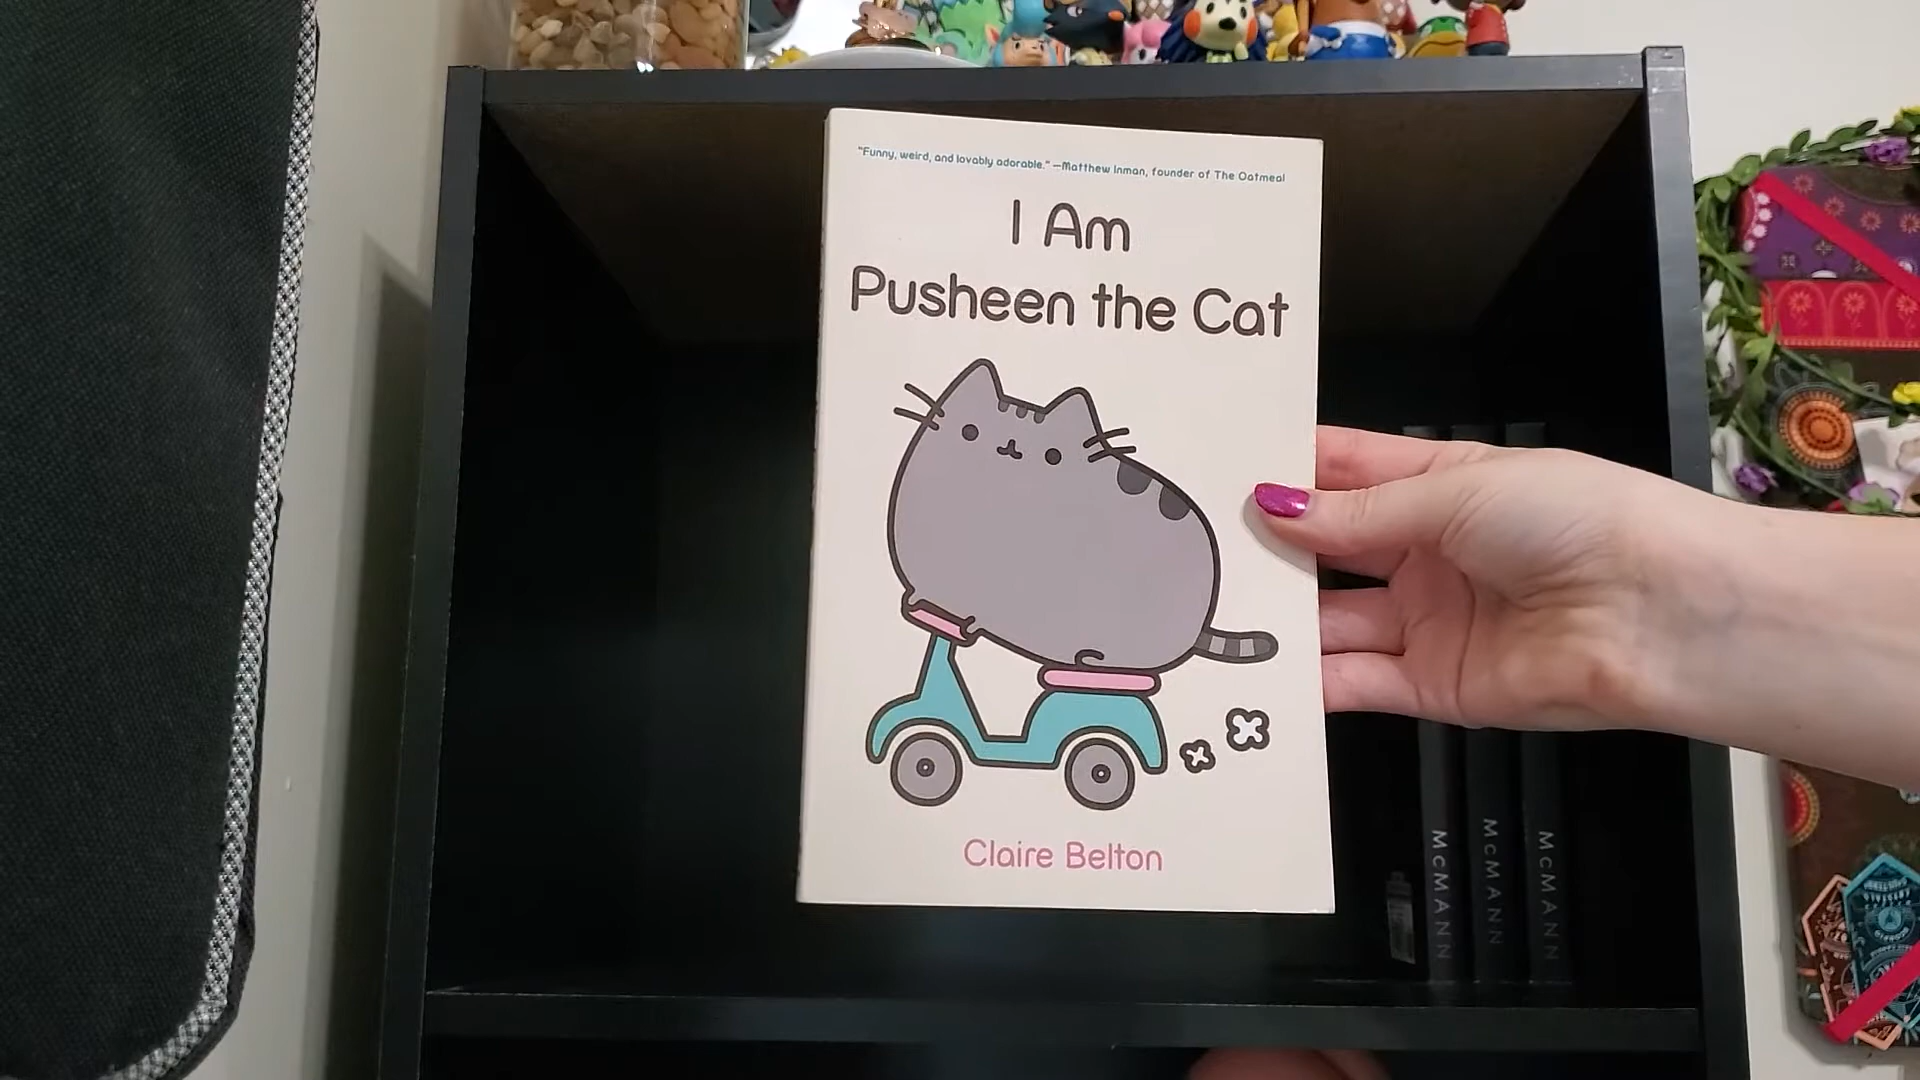 "Funny, weird, and lovably adorable." —Matthew Inman, founder of The Oatmeal
I Am
Pusheen the Cat
Claire Belton
McMANN
McMANN
McMANN